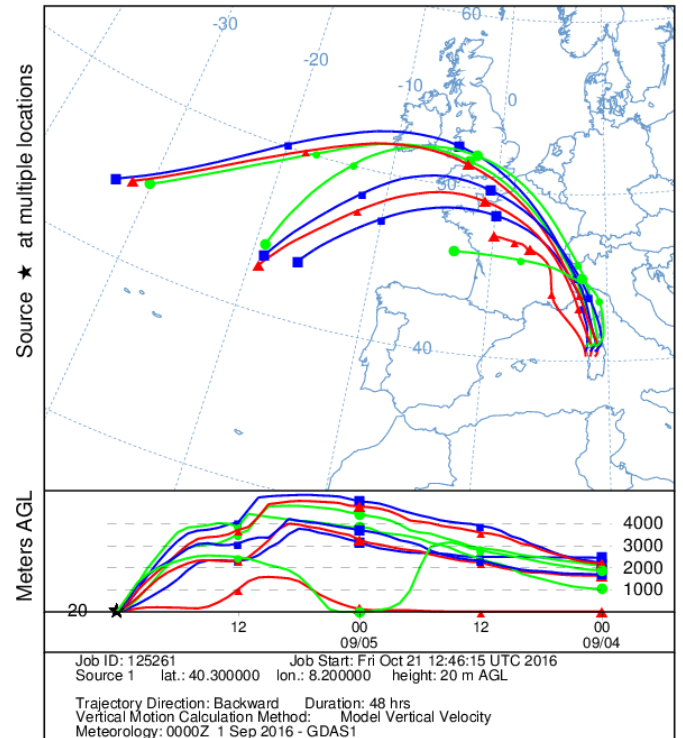 -30
60
-20
-10
0
50
40
Source ★ at multiple locations
Meters AGL
4000
3000
2000
1000
20
12 00 12 00
09/05 09/04
Job ID: 125261 Job Start: Fri Oct 21 12:46:15 UTC 2016
Source 1 lat.: 40.300000 lon.: 8.200000 height: 20 m AGL
Trajectory Direction: Backward Duration: 48 hrs
Vertical Motion Calculation Method: Model Vertical Velocity
Meteorology: 0000Z 1 Sep 2016 - GDAS1